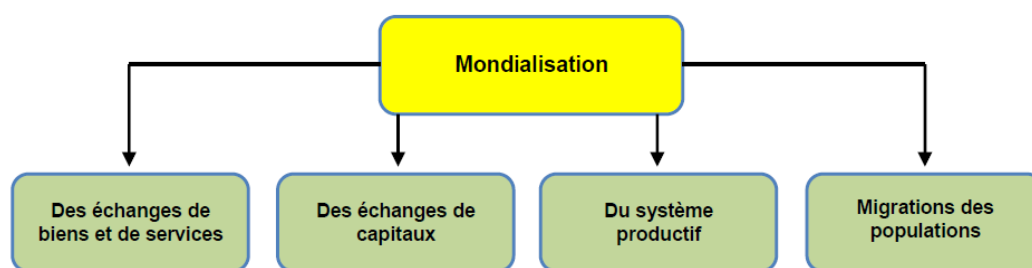 Mondialisation
Des échanges de
biens et de services
Des échanges de
capitaux
Du système
productif
Migrations des
populations